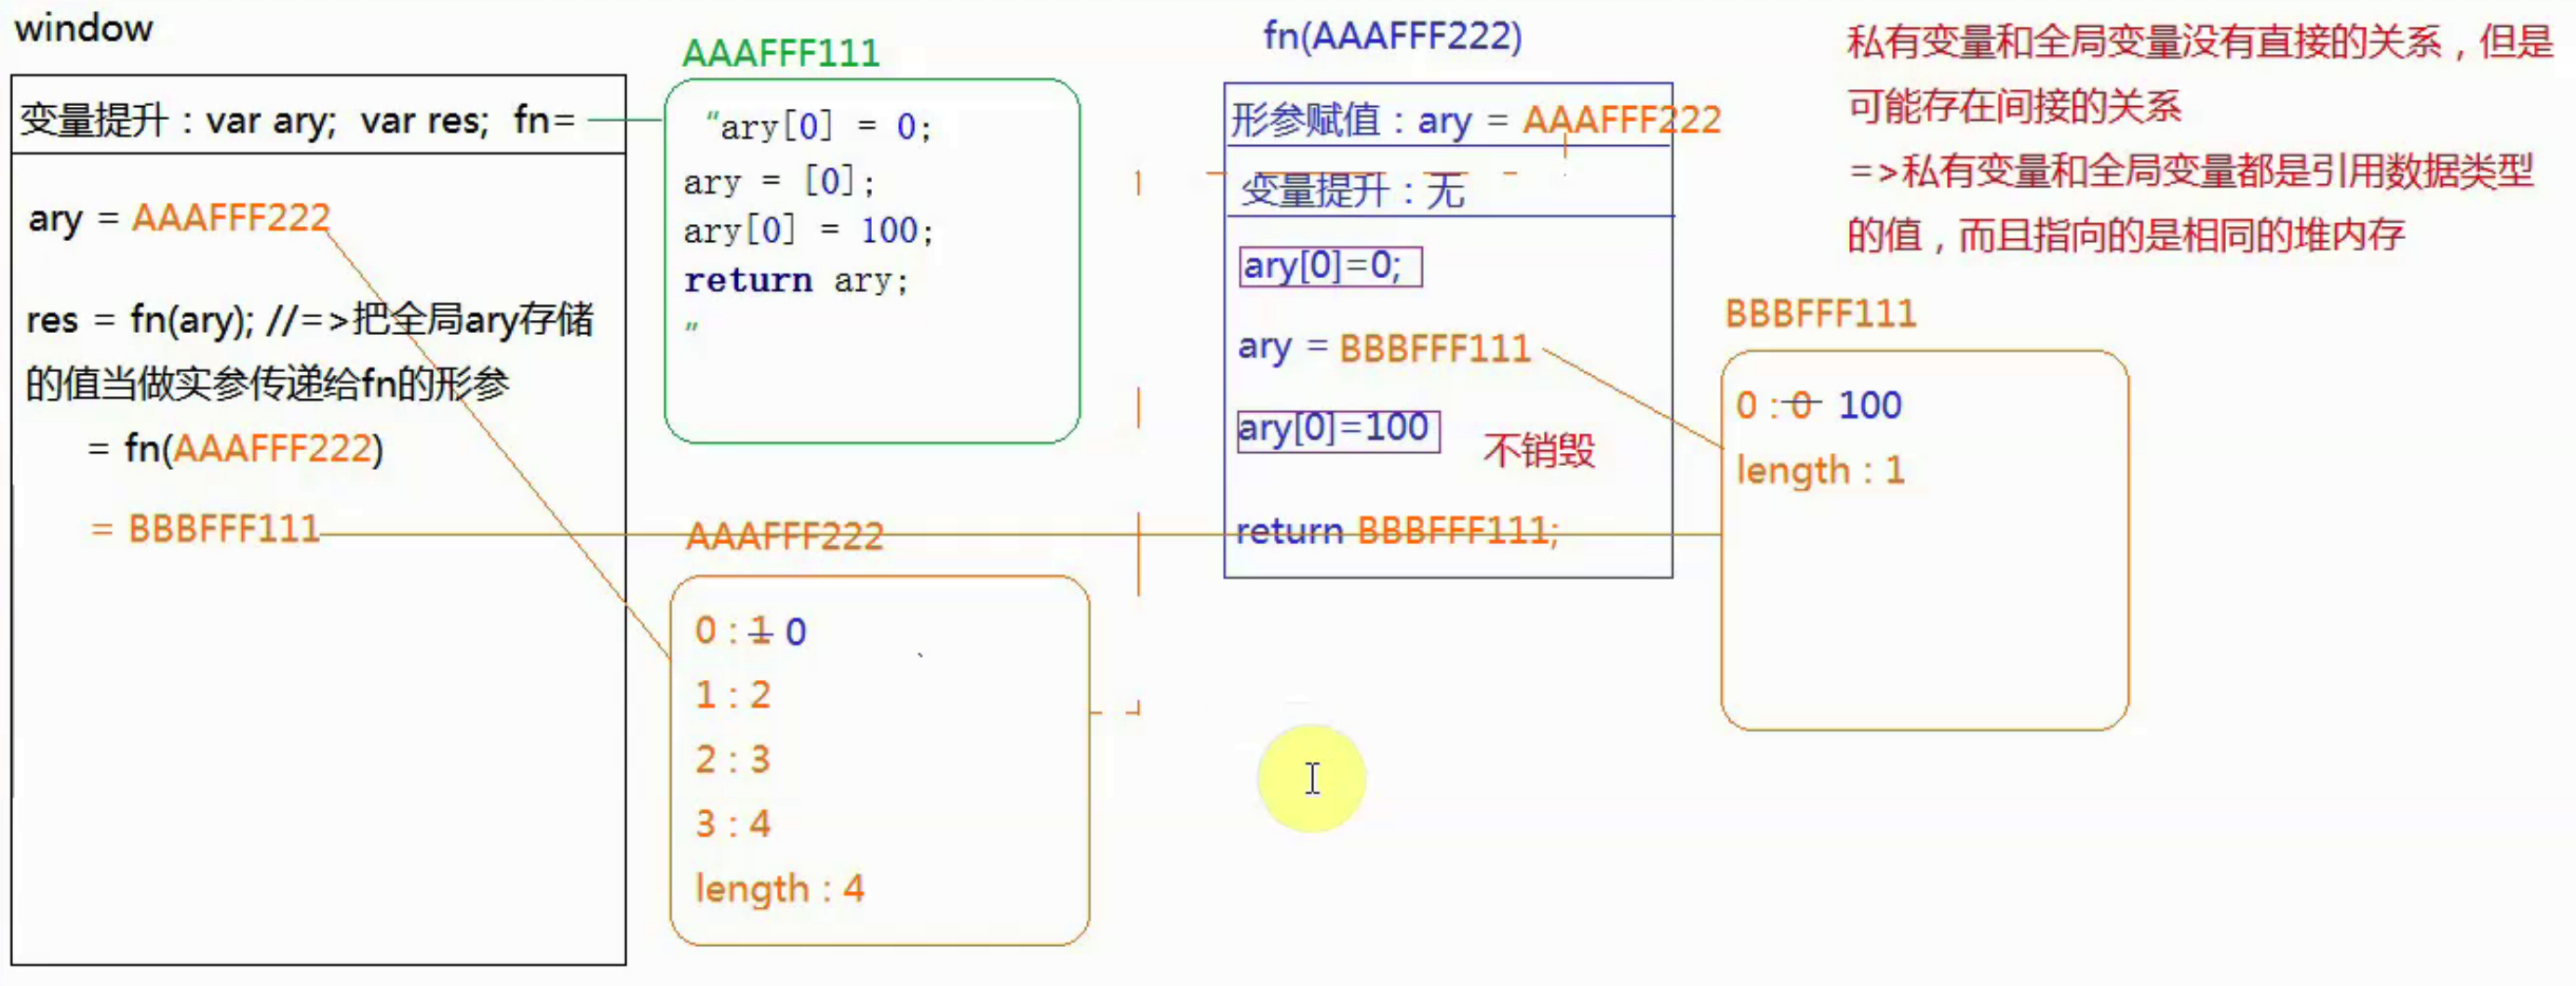 window
变量提升：var ary;  var res;  fn=
ary = AAAFFF222
res = fn(ary); //=>把全局ary存储
的值当做实参传递给fn的形参
= fn(AAAFFF222)
= BBBFFF111
AAAFFF111
"ary[0] = 0;
ary = [0];
ary[0] = 100;
return ary;
"
AAAFFF222
0 : 1 0
1 : 2
2 : 3
3 : 4
length : 4
fn(AAAFFF222)
形参赋值：ary = AAAFFF222
变量提升：无
ary[0]=0;
ary = BBBFFF111
ary[0]=100
不销毁
return BBBFFF111;
私有变量和全局变量没有直接的关系，但是
可能存在间接的关系
=>私有变量和全局变量都是引用数据类型
的值，而且指向的是相同的堆内存
BBBFFF111
0 : 0 100
length : 1